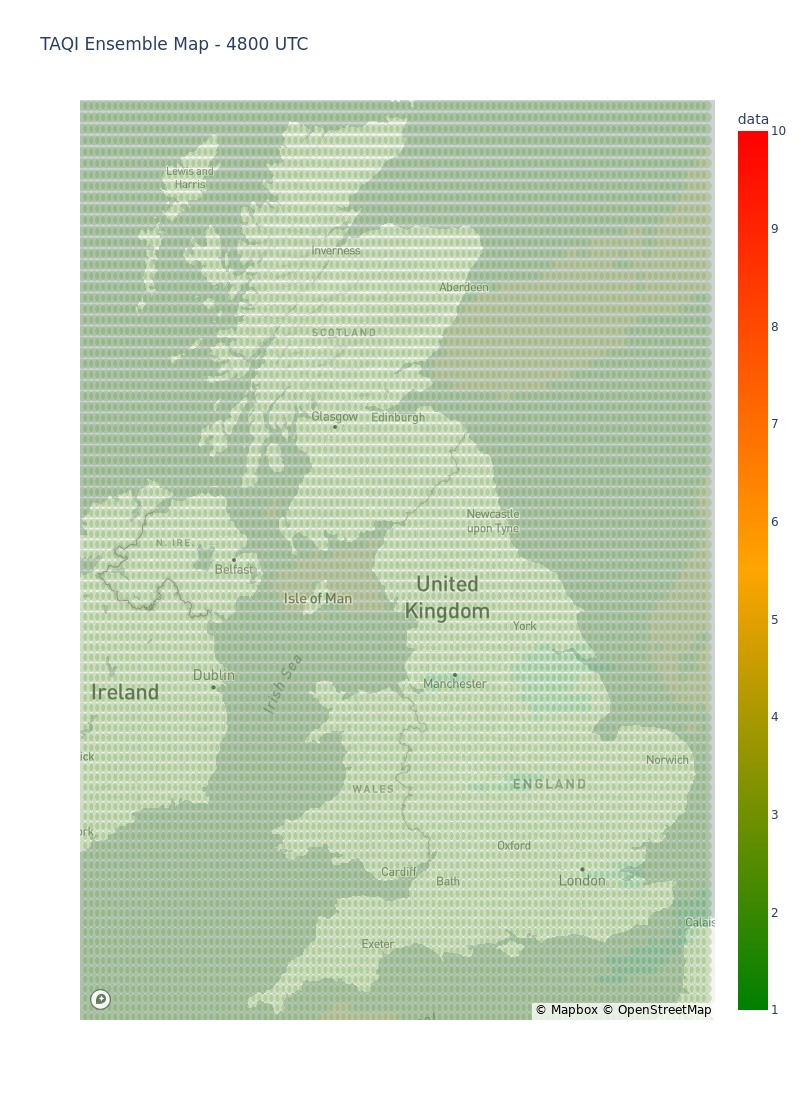 TAQI Ensemble Map - 4800 UTC
data
10
9
8
7
6
5
4
3
2
1
Lewis and
Harris
Inverness
Aberdeen
SCOTLAND
Glasgow
Edinburgh
Newcastle
upon Tyne
N. IRE.
Belfast
Isle of Man
United
Kingdom
York
Dublin
Manchester
Irish Sea
Ireland
ick
Norwich
WALES
ENGLAND
rk
Oxford
Cardiff
Bath
London
Calais
Exeter
© Mapbox © OpenStreetMap